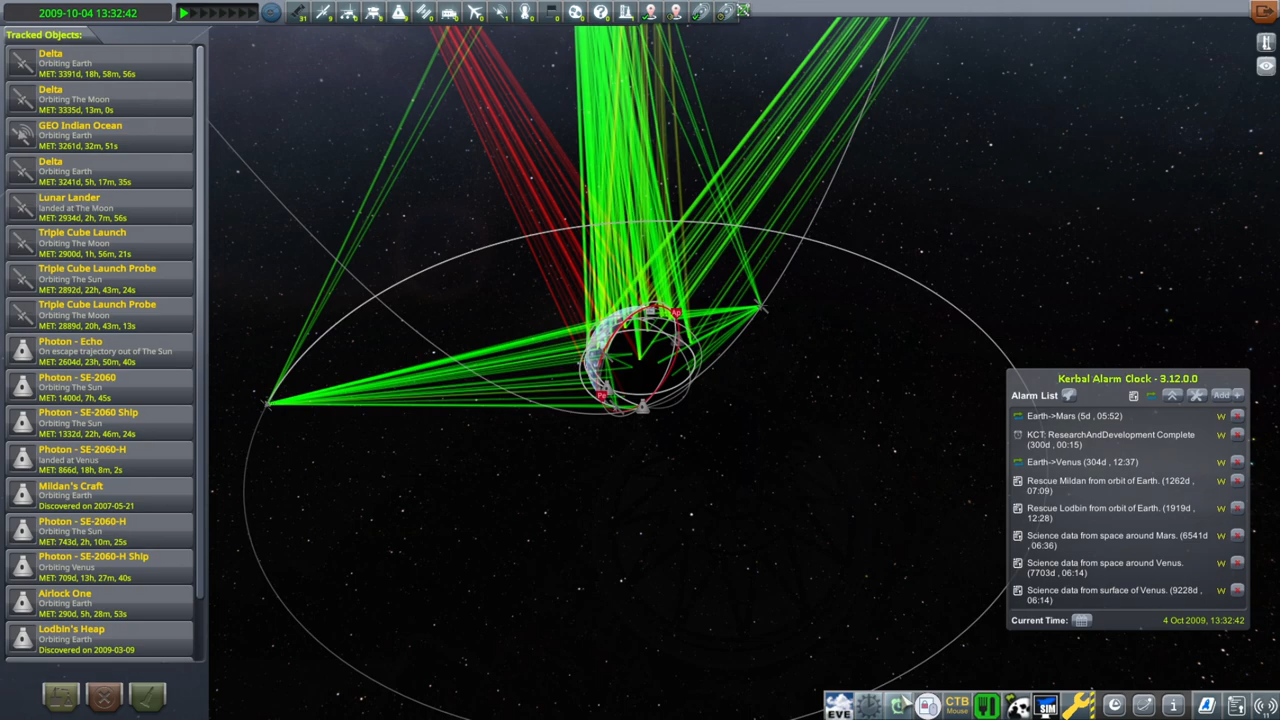 2009-10-04 13:32:42
Tracked Objects:
Delta
Orbiting Earth
MET: 3391d, 18h, 58m, 56s
Delta
Orbiting The Moon
MET: 3335d, 13m, 0s
GEO Indian Ocean
Orbiting Earth
MET: 3261d, 32m, 51s
Delta
Orbiting Earth
MET: 3241d, 5h, 17m, 35s
Lunar Lander
landed at The Moon
MET: 2934d, 2h, 7m, 56s
Triple Cube Launch
Orbiting The Moon
MET: 2900d, 1h, 56m, 21s
Triple Cube Launch Probe
Orbiting The Sun
MET: 2892d, 22h, 43m, 24s
Triple Cube Launch Probe
Orbiting The Moon
MET: 2889d, 20h, 43m, 13s
Photon - Echo
On escape trajectory out of The Sun
MET: 2604d, 23h, 50m, 40s
Photon - SE-2060
Orbiting The Sun
MET: 1400d, 7h, 45s
Photon - SE-2060 Ship
Orbiting The Sun
MET: 1332d, 22h, 46m, 24s
Photon - SE-2060-H
landed at Venus
MET: 866d, 18h, 8m, 2s
Mildan's Craft
Orbiting Earth
Discovered on 2007-05-21
Photon - SE-2060-H
Orbiting The Sun
MET: 743d, 2h, 10m, 25s
Photon - SE-2060-H Ship
Orbiting Venus
MET: 709d, 13h, 27m, 40s
Airlock One
Orbiting Earth
MET: 290d, 5h, 28m, 53s
Lodbin's Heap
Orbiting Earth
Discovered on 2009-03-09
31
9
4
2
8
1
1
1
Ap
Pe
Kerbal Alarm Clock - 3.12.0.0
Alarm List
Add +
Earth->Mars (5d , 05:52)
W
KCT: ResearchAndDevelopment Complete
(300d , 00:15)
W
Earth->Venus (304d , 12:37)
W
Rescue Mildan from orbit of Earth. (1262d ,
07:09)
W
Rescue Lodbin from orbit of Earth. (1919d ,
12:28)
W
Science data from space around Mars. (6541d
, 06:36)
W
Science data from space around Venus.
(7703d , 06:14)
W
Science data from surface of Venus. (9228d ,
06:14)
W
Current Time:
4 Oct 2009, 13:32:42
EVE
CTB
Mouse
SIM